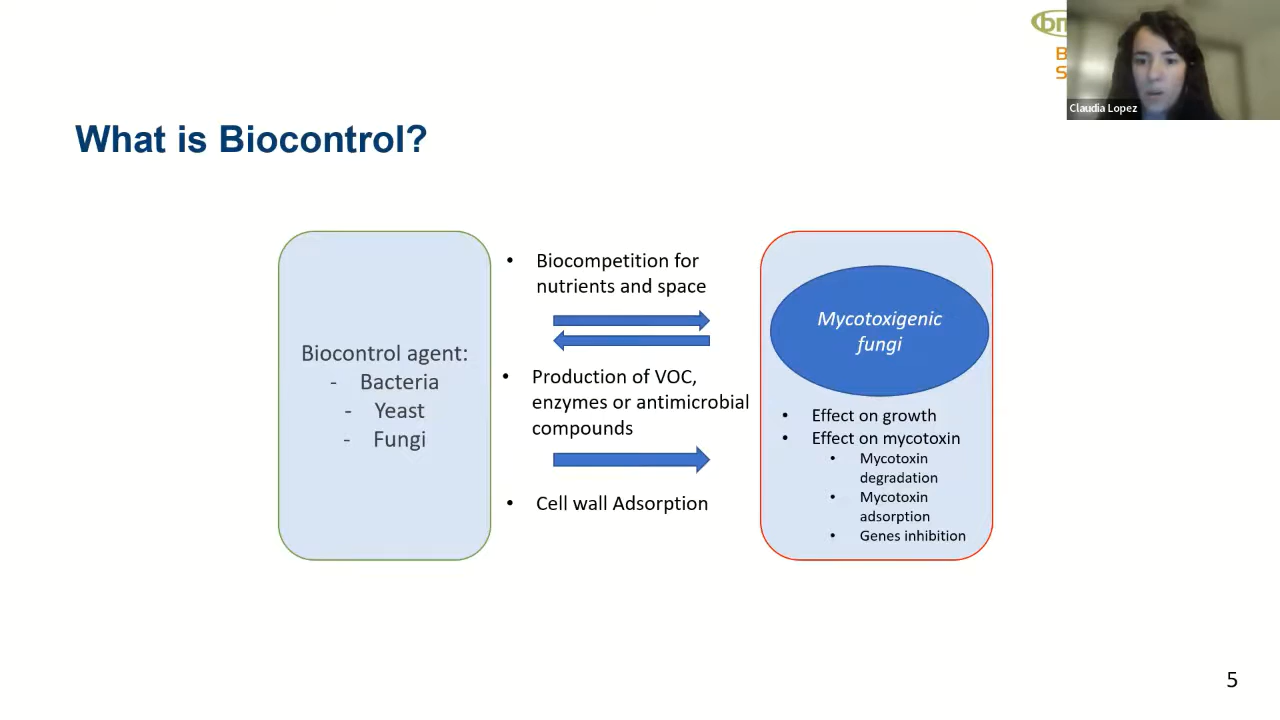 Claudia Lopez
What is Biocontrol?
Biocontrol agent:
- Bacteria
- Yeast
- Fungi
• Biocompetition for
nutrients and space
• Production of VOC,
enzymes or antimicrobial
compounds
• Cell wall Adsorption
Mycotoxigenic
fungi
• Effect on growth
• Effect on mycotoxin
• Mycotoxin
degradation
• Mycotoxin
adsorption
• Genes inhibition
5